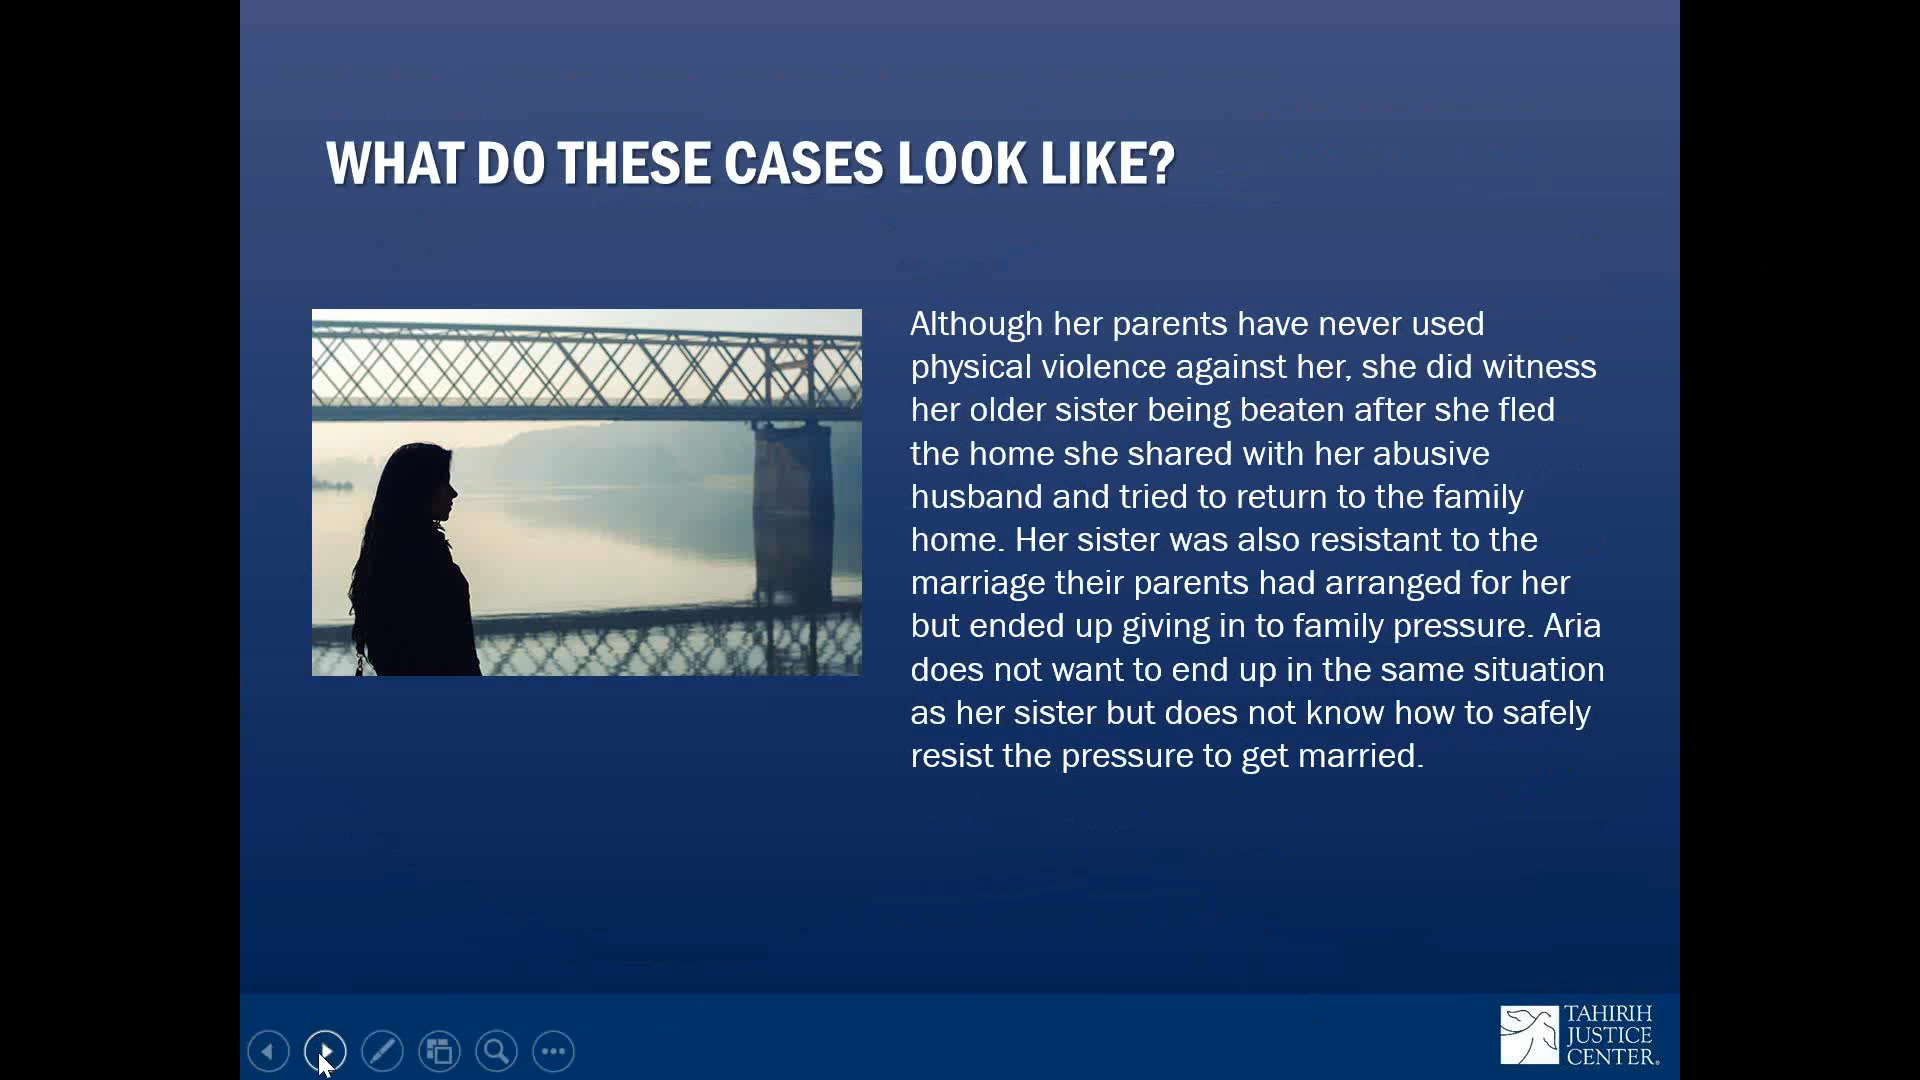 WHAT DO THESE CASES LOOK LIKE?
Although her parents have never used
physical violence against her, she did witness
her older sister being beaten after she fled
the home she shared with her abusive
husband and tried to return to the family
home. Her sister was also resistant to the
marriage their parents had arranged for her
but ended up giving in to family pressure. Aria
does not want to end up in the same situation
as her sister but does not know how to safely
resist the pressure to get married.
TAHIRIH
JUSTICE
CENTER®